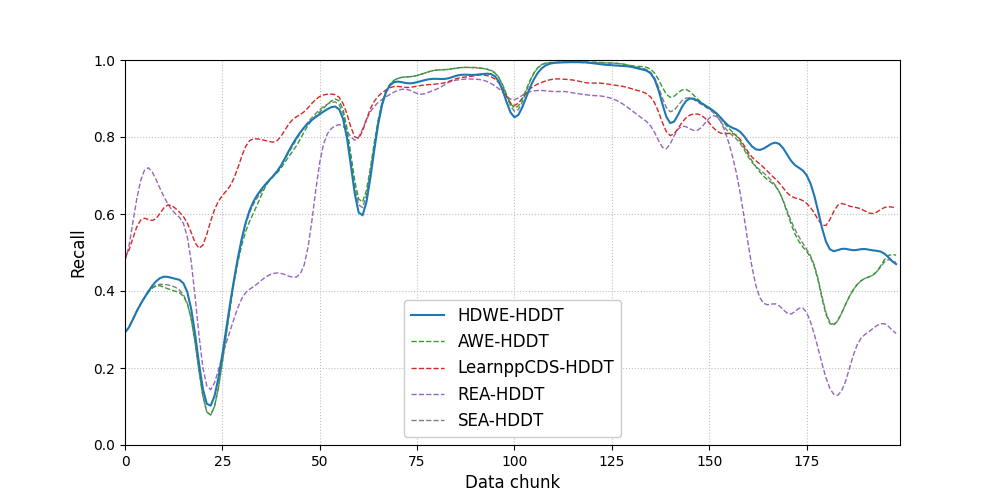 1.0
0.8
0.6
0.4
0.2
0.0
Recall
HDWE-HDDT
AWE-HDDT
LearnppCDS-HDDT
REA-HDDT
SEA-HDDT
0 25 50 75 100 125 150 175
Data chunk